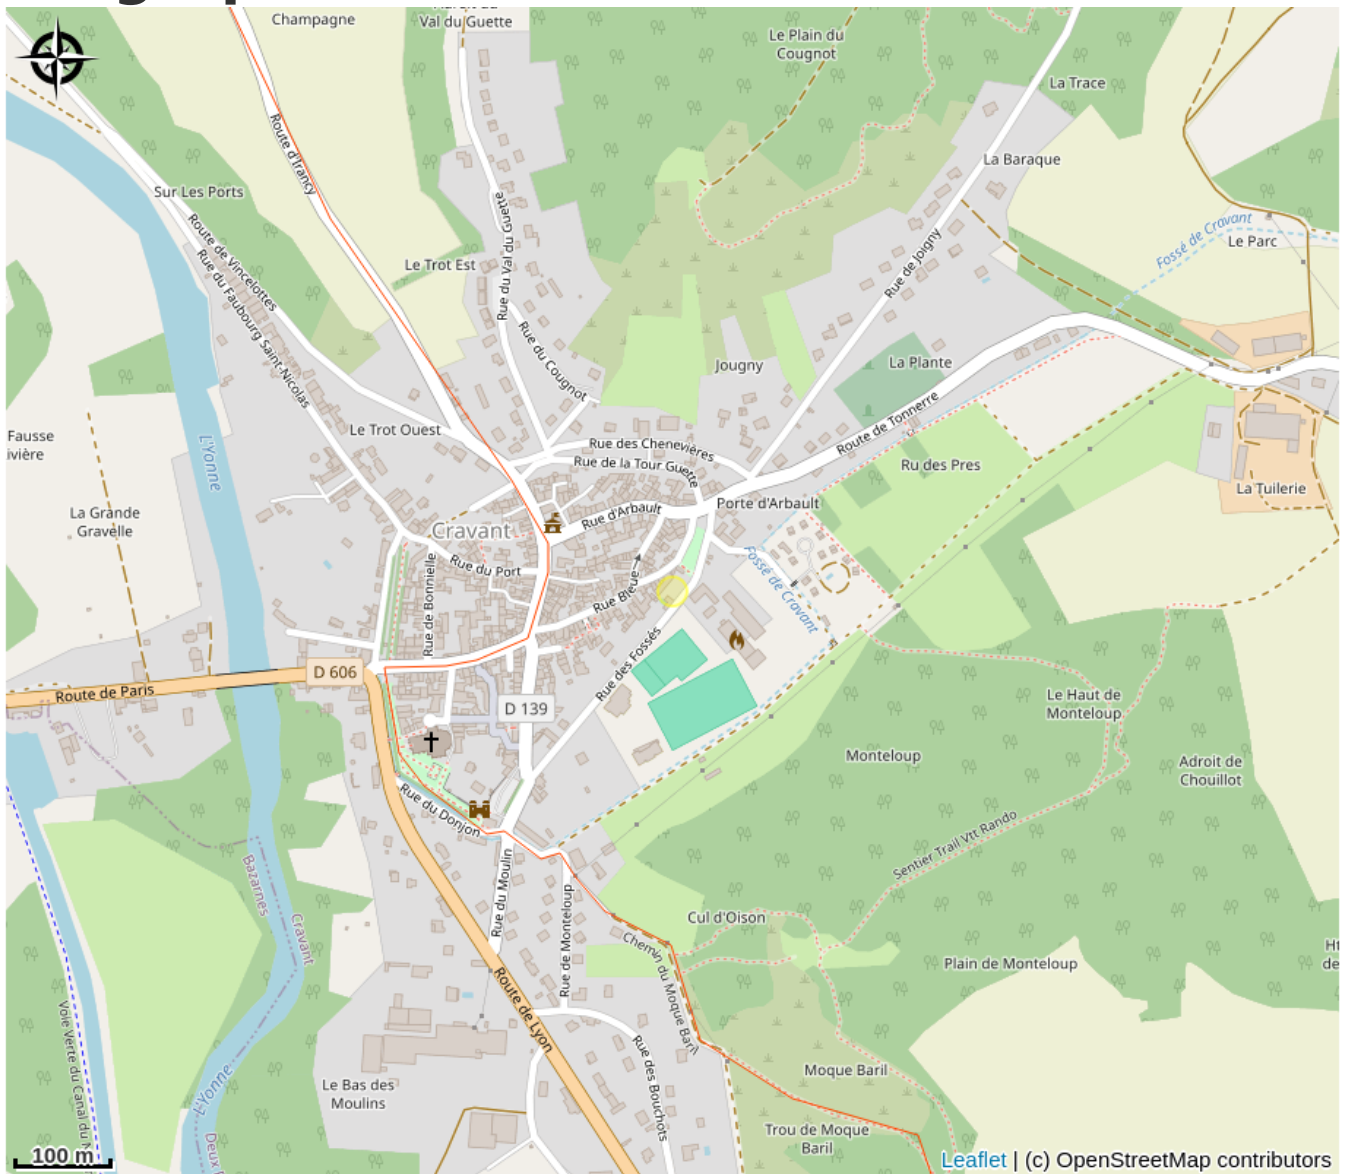 Champagne
Val du Guette
Le Plain du
Cougnot
La Trace
Route d'Irancy
La Baraque
Sur Les Ports
Rue du Val du Guette
Route de Vincelottes
Rue du Faubourg Saint-Nicolas
Fossé de Cravant
Le Parc
Rue de Joigny
Le Trot Est
Rue du Cougnot
Jougny
La Plante
Route de Tonnerre
Le Trot Ouest
Fausse
ivière
L'Yonne
Rue des Chenevières
Rue de la Tour Guette
Ru des Pres
La Tuilerie
Porte d'Arbault
La Grande
Gravelle
Cravant
Rue d'Arbault
Rue du Port
Rue de Bonnielle
Rue Bleue
Fossé de Cravant
Rue des Fossés
D 606
Route de Paris
D 139
Le Haut de
Monteloup
Monteloup
Adroit de
Chouillot
Rue du Donjon
Sentier Trail Vtt Rando
Rue du Moulin
Rue de Monteloup
Bazarnes
Cravant
Cul d'Oison
Chemin du Moque Baril
Plain de Monteloup
Ht
de
Route de Lyon
Voie Verte du Canal du N
Rue des Bouchots
L'Yonne
Le Bas des
Moulins
Moque Baril
Trou de Moque
Baril
Deux
100 m
Leaflet | (c) OpenStreetMap contributors